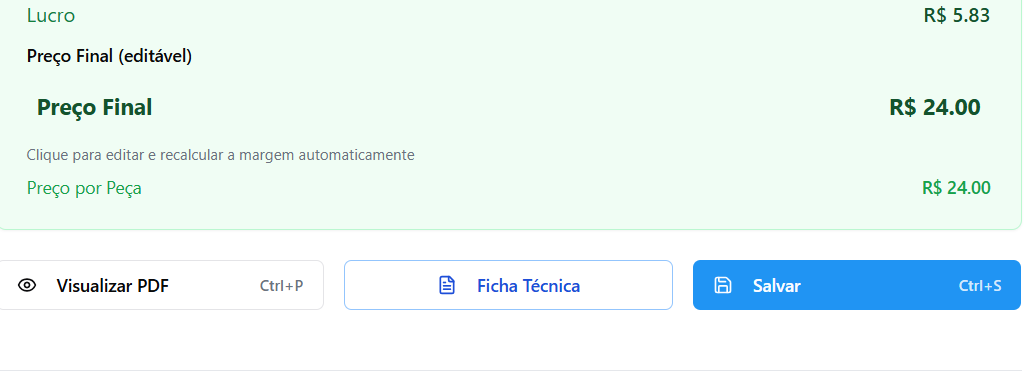 Lucro R$ 5.83
Preço Final (editável)
Preço Final R$ 24.00
Clique para editar e recalcular a margem automaticamente
Preço por Peça R$ 24.00
Visualizar PDF Ctrl+P Ficha Técnica Salvar Ctrl+S